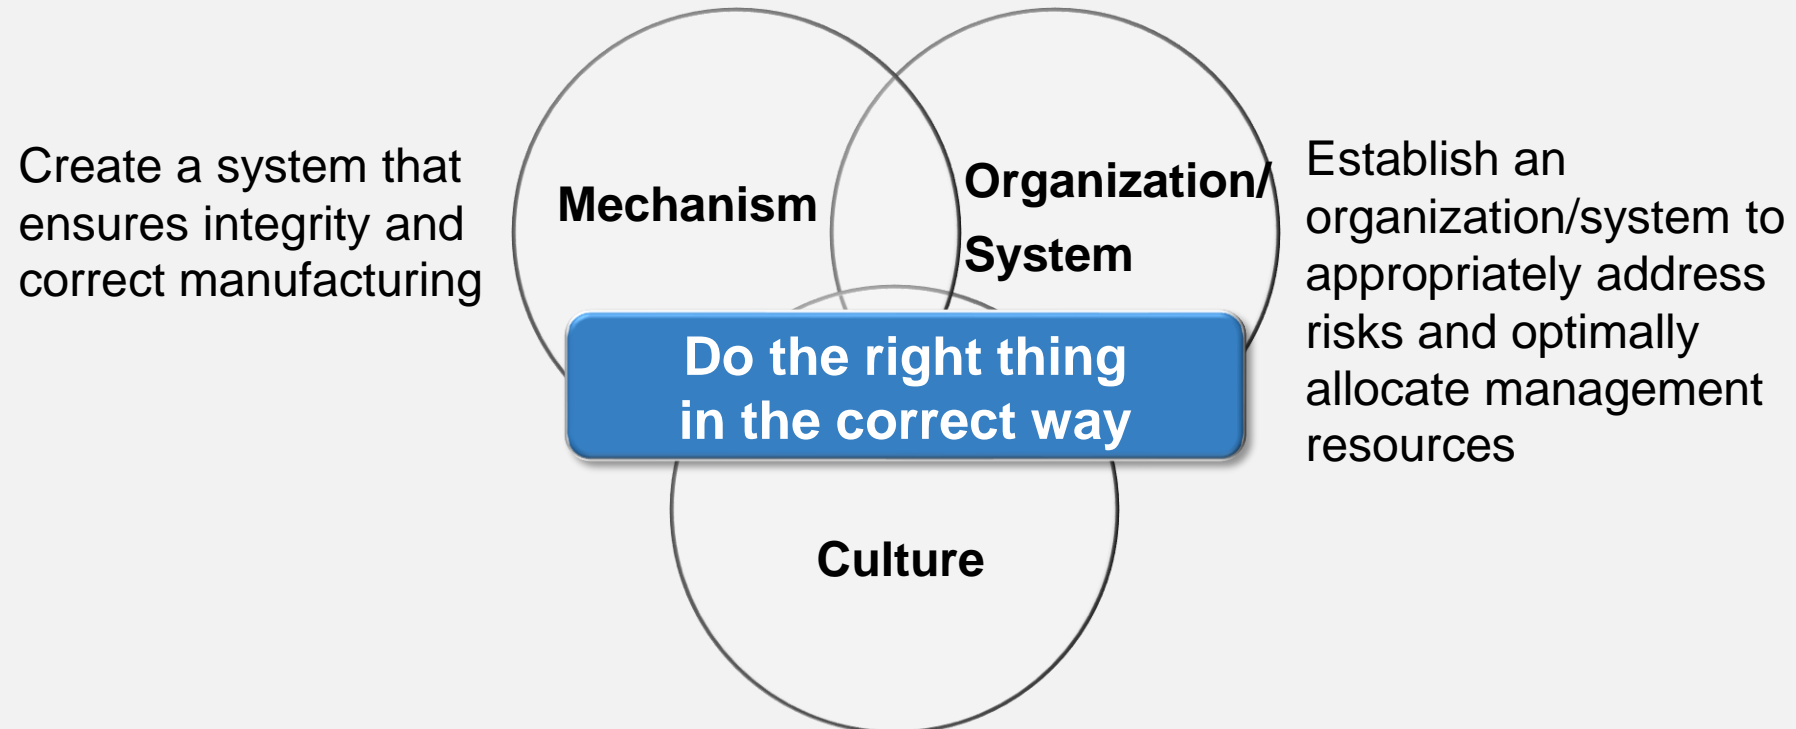 Create a system that
ensures integrity and
correct manufacturing
Mechanism
Organization/
System
Establish an
organization/system to
appropriately address
risks and optimally
allocate management
resources
Do the right thing
in the correct way
Culture